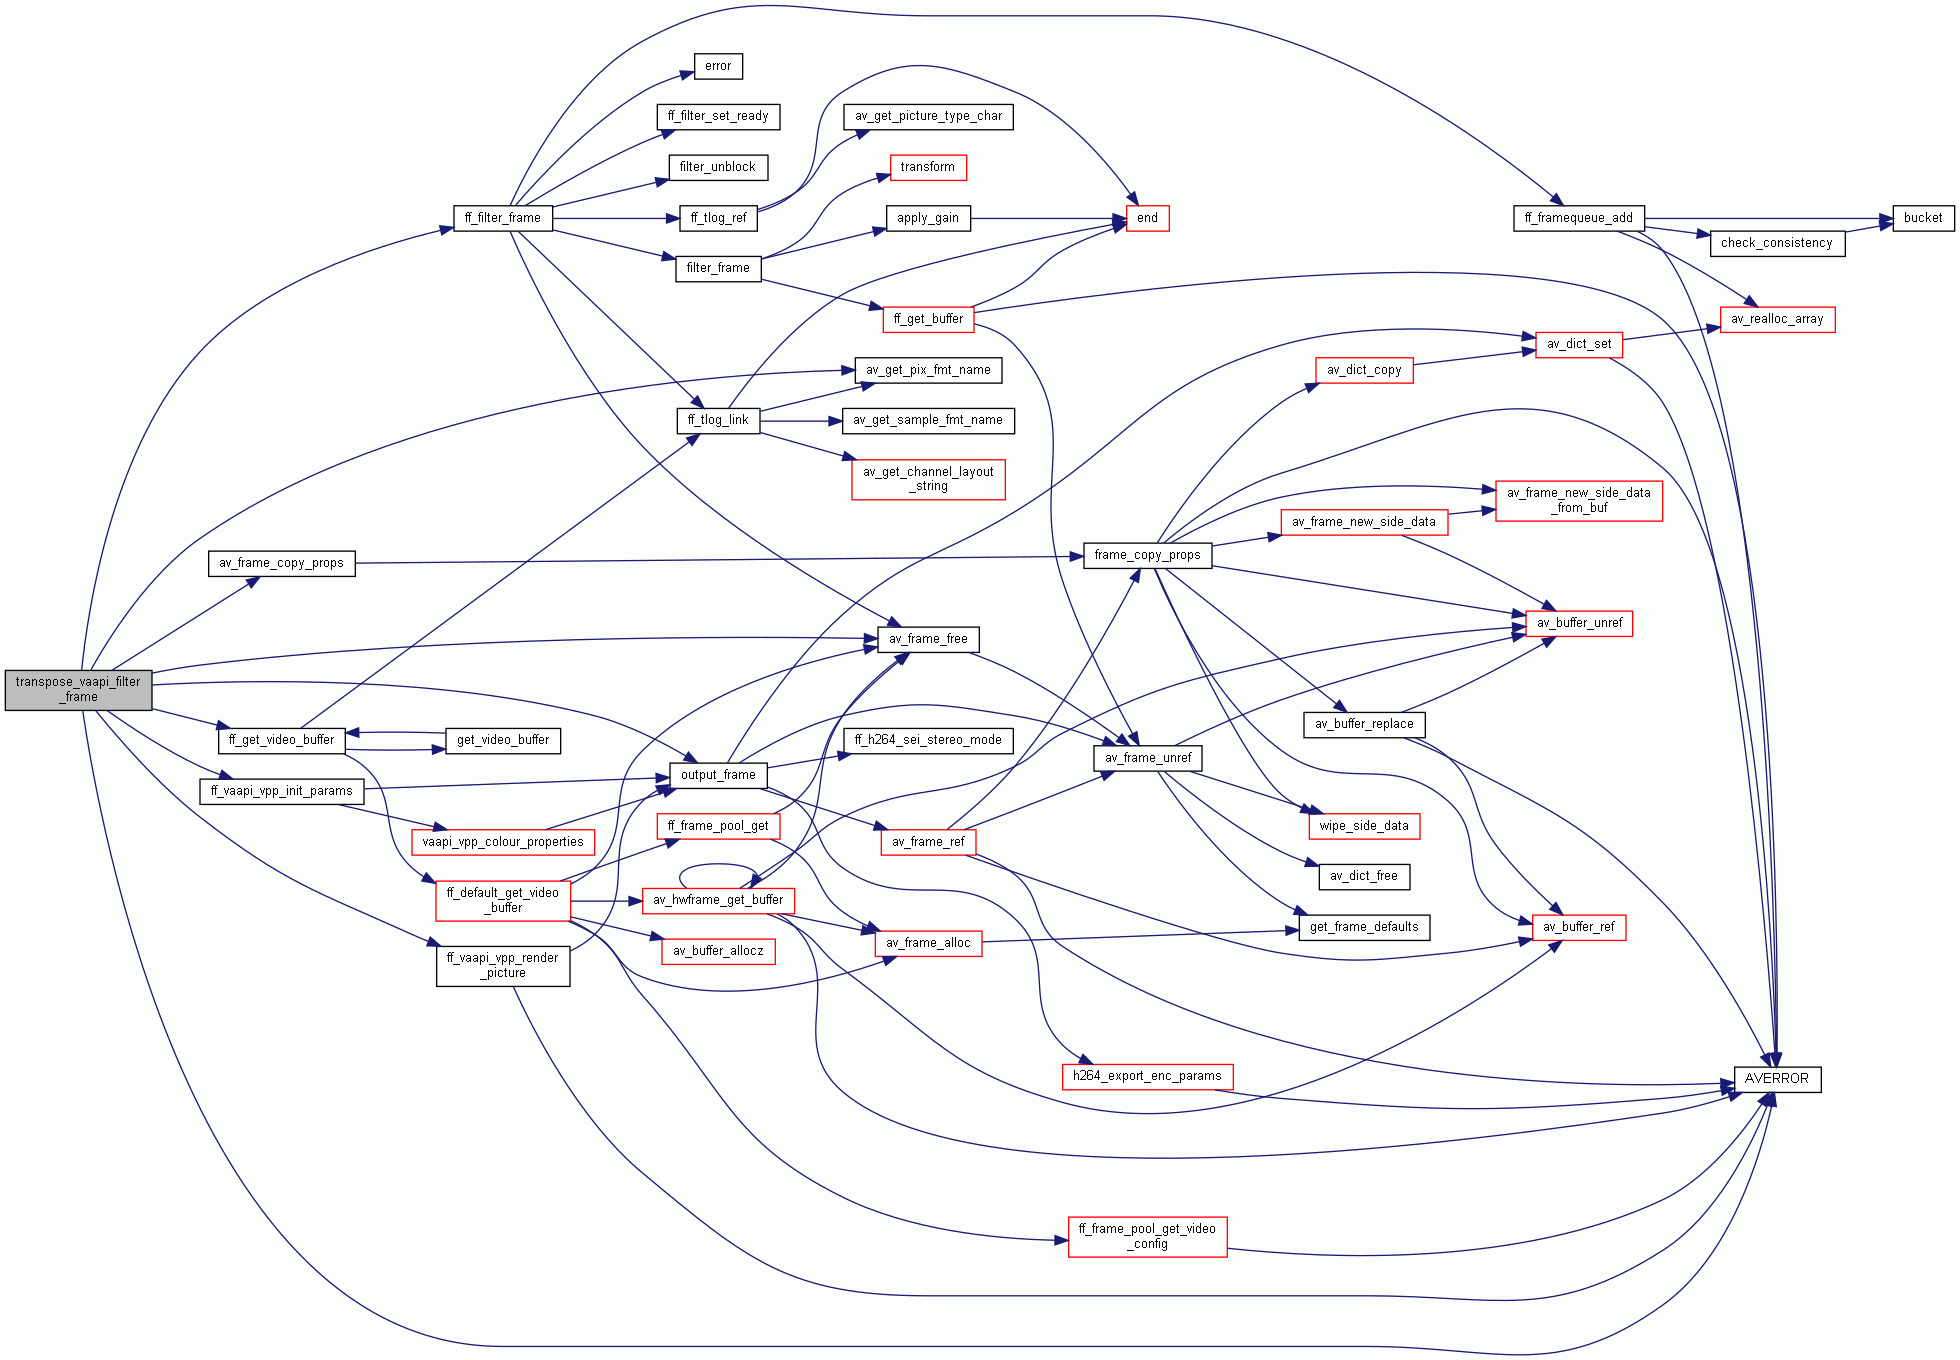 error
ff_filter_set_ready
av_get_picture_type_char
filter_unblock
transform
ff_filter_frame
ff_tlog_ref
apply_gain
end
ff_framequeue_add
bucket
check_consistency
filter_frame
ff_get_buffer
av_realloc_array
av_dict_set
av_get_pix_fmt_name
av_dict_copy
ff_tlog_link
av_get_sample_fmt_name
av_get_channel_layout
_string
av_frame_new_side_data
_from_buf
av_frame_new_side_data
av_frame_copy_props
frame_copy_props
av_buffer_unref
av_frame_free
transpose_vaapi_filter
_frame
av_buffer_replace
ff_get_video_buffer
get_video_buffer
ff_h264_sei_stereo_mode
av_frame_unref
output_frame
ff_vaapi_vpp_init_params
ff_frame_pool_get
wipe_side_data
vaapi_vpp_colour_properties
av_frame_ref
av_dict_free
ff_default_get_video
_buffer
av_hwframe_get_buffer
get_frame_defaults
av_buffer_ref
av_frame_alloc
av_buffer_allocz
ff_vaapi_vpp_render
_picture
h264_export_enc_params
AVERROR
ff_frame_pool_get_video
_config